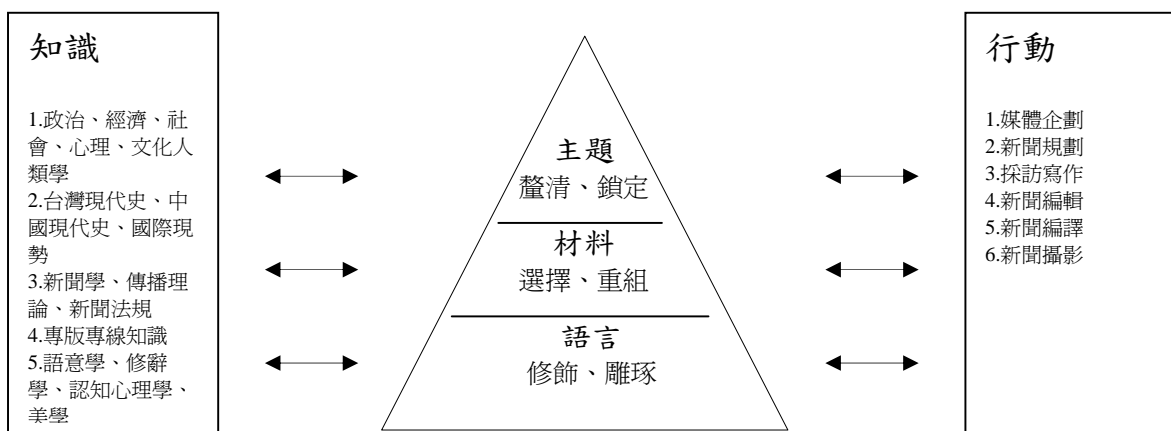 知識
1.政治、經濟、社
會、心理、文化人
類學
2.台灣現代史、中
國現代史、國際現
勢
3.新聞學、傳播理
論、新聞法規
4.專版專線知識
5.語意學、修辭
學、認知心理學、
美學
主題
釐清、鎖定
材料
選擇、重組
語言
修飾、雕琢
行動
1.媒體企劃
2.新聞規劃
3.採訪寫作
4.新聞編輯
5.新聞編譯
6.新聞攝影